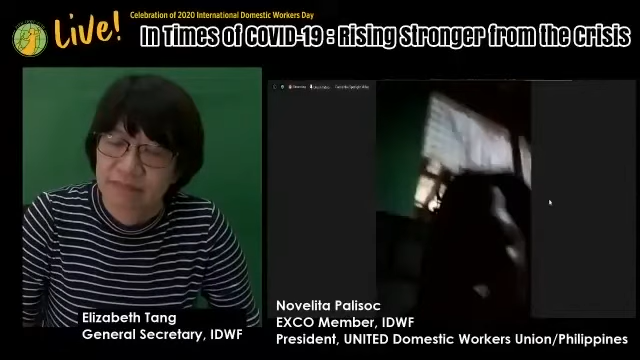 Live!
Celebration of 2020 International Domestic Workers Day
In Times of COVID-19 : Rising Stronger from the Crisis
Elizabeth Tang
General Secretary, IDWF
Novelita Palisoc
EXCO Member, IDWF
President, UNITED Domestic Workers Union/Philippines